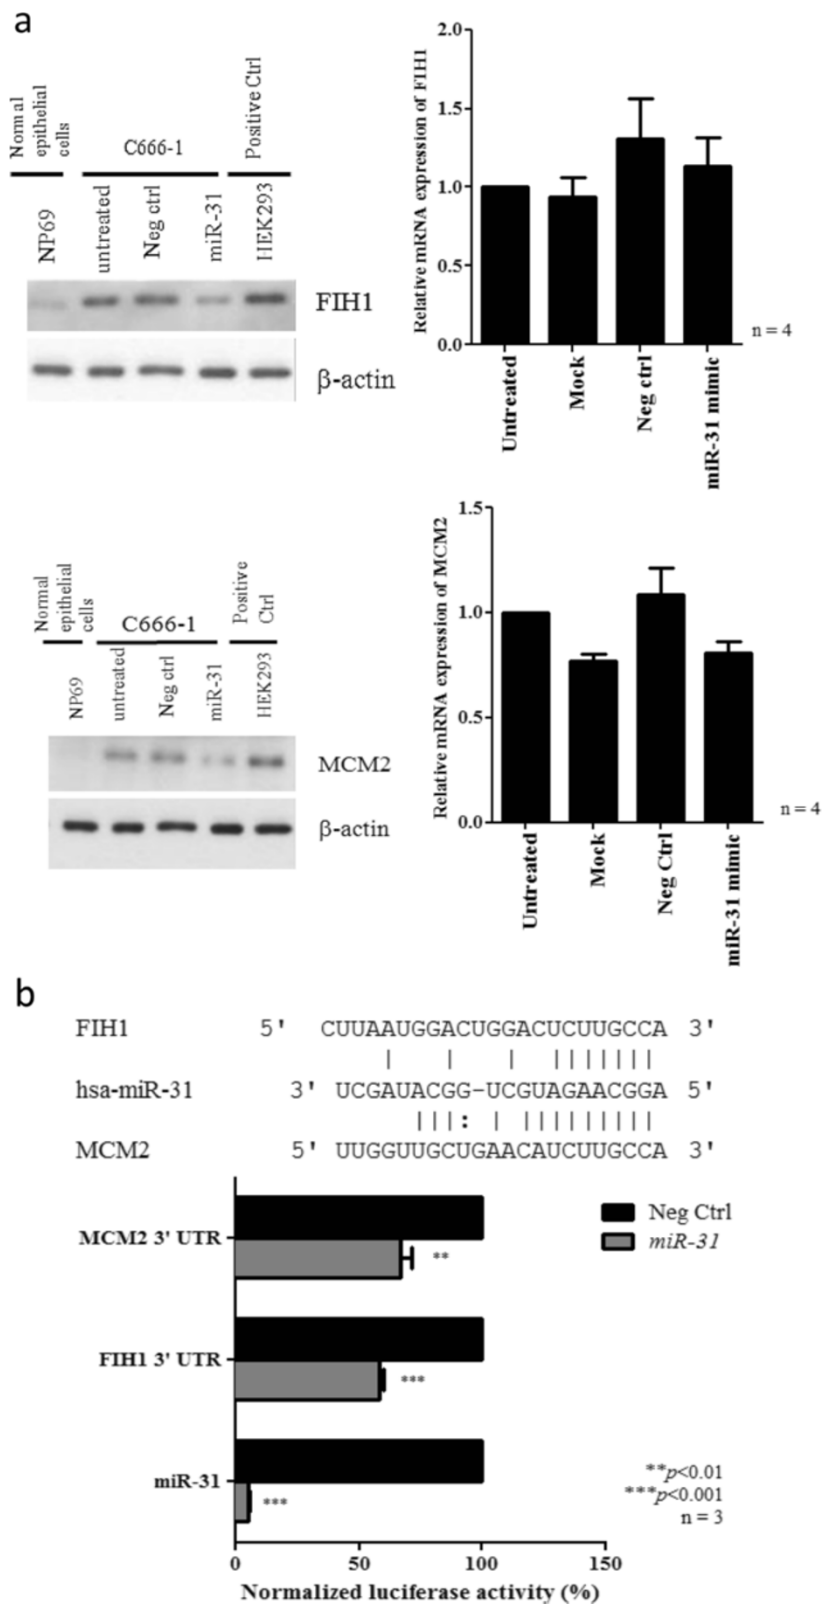 a
Normal
epithelial
cells
C666-1
Positive Ctrl
NP69
untreated
Neg ctrl
miR-31
HEK293
FIH1
β-actin
Relative mRNA expression of FIH1
2.0
1.5
1.0
0.5
0.0
Untreated
Mock
Neg ctrl
miR-31 mimic
n = 4
Normal
epithelial
cells
C666-1
Positive
Ctrl
NP69
untreated
Neg ctrl
miR-31
HEK293
MCM2
β-actin
Relative mRNA expression of MCM2
1.5
1.0
0.5
0.0
Untreated
Mock
Neg Ctrl
miR-31 mimic
n = 4
b
FIH1 5' CUUAAUGGACUGGACUCUUGCCA 3'
hsa-miR-31 3' UCGAUACGG-UCGUAGAACGGA 5'
MCM2 5' UUGGUUGCUGAACAUCUUGCCA 3'
Neg Ctrl
miR-31
MCM2 3' UTR
**
FIH1 3' UTR
***
miR-31
***
**p<0.01
***p<0.001
n = 3
0 50 100 150
Normalized luciferase activity (%)